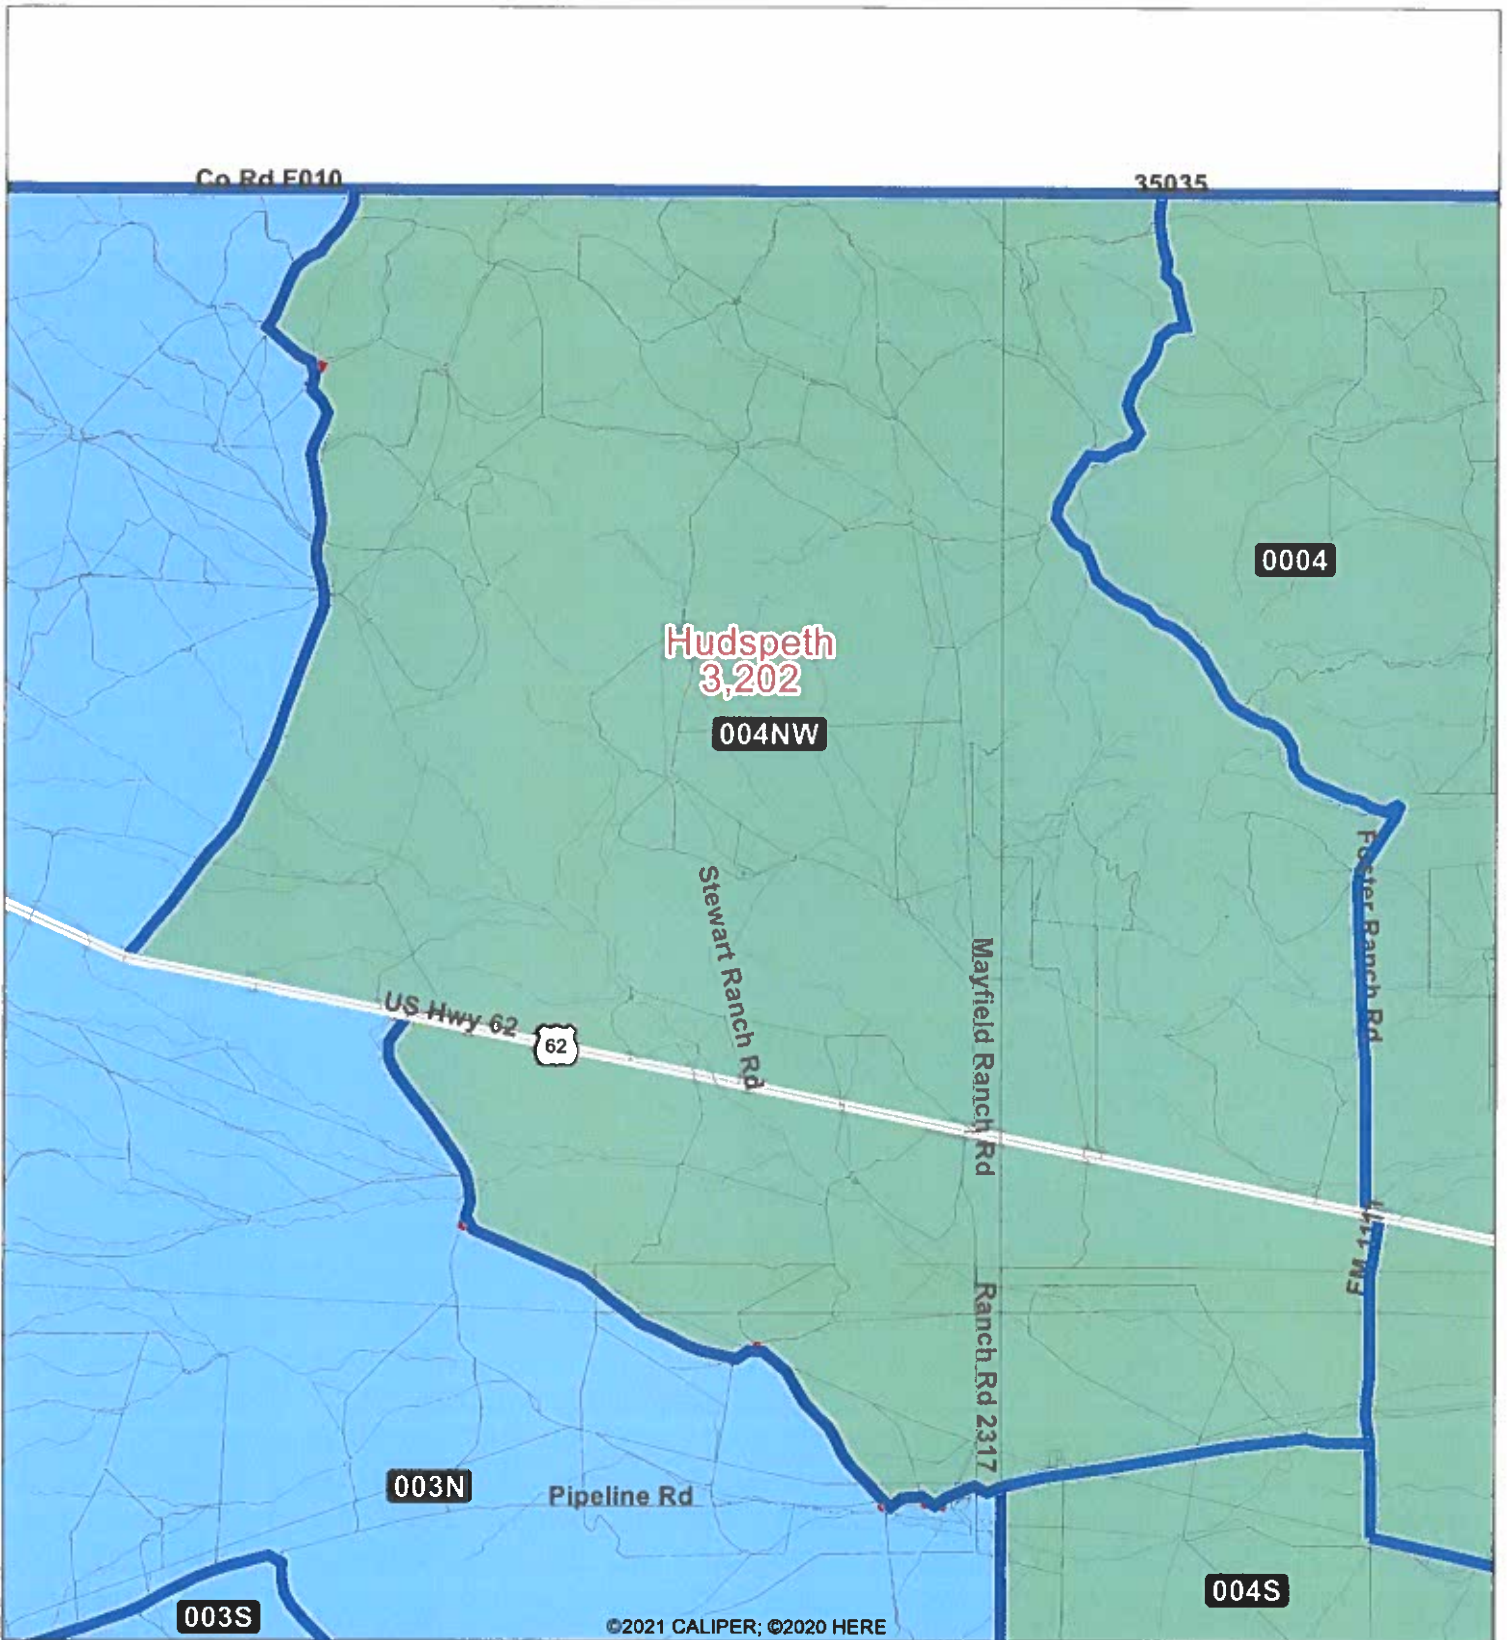 Co Rd F010
35035
0004
Hudspeth
3,202
004NW
Foster Ranch Rd
Stewart Ranch Rd
Mayfield Ranch Rd
US Hwy 62
62
FM 1111
Ranch Rd 2317
003N
Pipeline Rd
004S
003S
©2021 CALIPER; ©2020 HERE